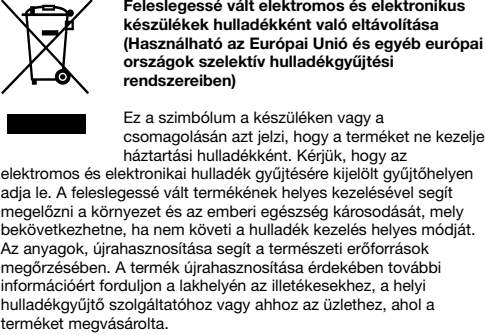 Feleslegessé vált elektromos és elektronikus
készülékek hulladékként való eltávolítása
(Használható az Európai Unió és egyéb európai
országok szelektív hulladékgyűjtési
rendszereiben)
Ez a szimbólum a készüléken vagy a
csomagolásán azt jelzi, hogy a terméket ne kezelje
háztartási hulladékként. Kérjük, hogy az
elektromos és elektronikai hulladék gyűjtésére kijelölt gyűjtőhelyen
adja le. A feleslegessé vált termékének helyes kezelésével segít
megelőzni a környezet és az emberi egészség károsodását, mely
bekövetkezhetne, ha nem követi a hulladék kezelés helyes módját.
Az anyagok, újrahasznosítása segít a természeti erőforrások
megőrzésében. A termék újrahasznosítása érdekében további
információért forduljon a lakhelyén az illetékesekhez, a helyi
hulladékgyűjtő szolgáltatóhoz vagy ahhoz az üzlethez, ahol a
terméket megvásárolta.